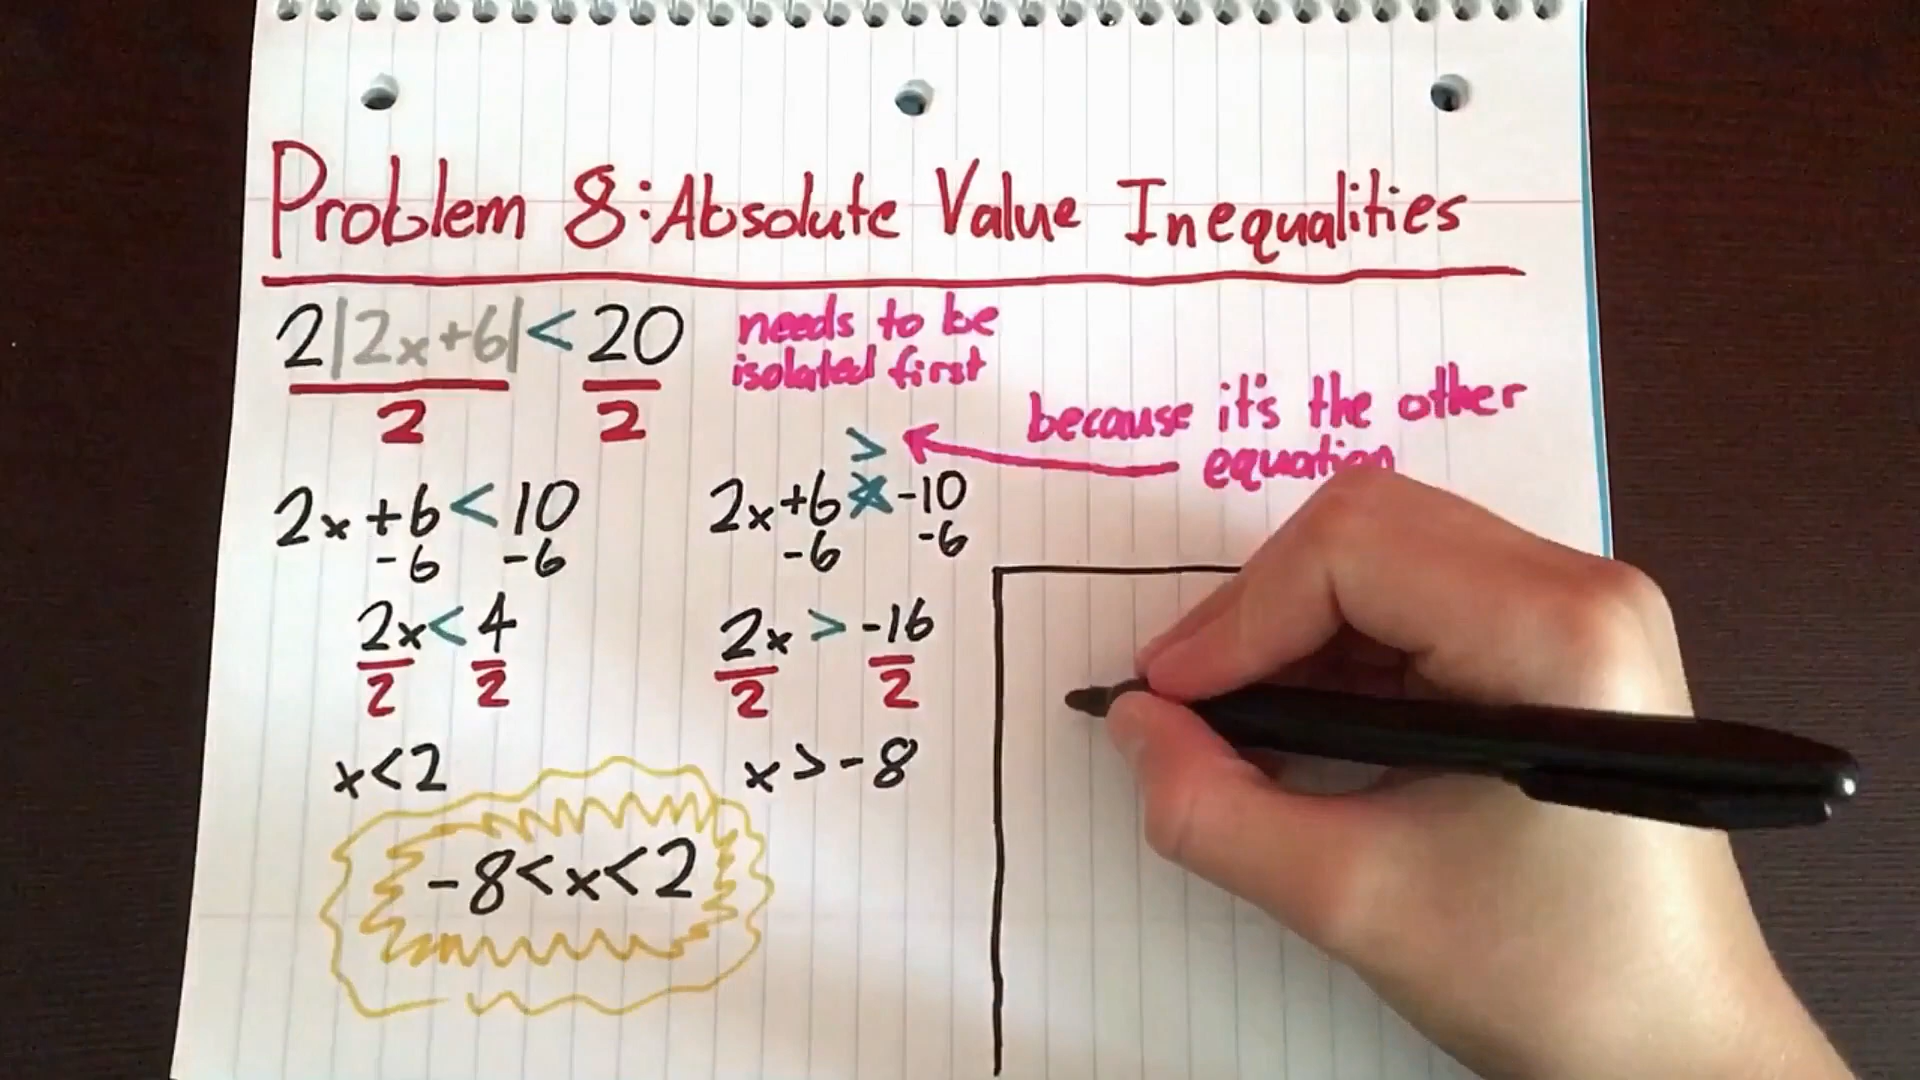 Problem 8: Absolute Value Inequalities
2|2x+6| < 20
2 2
needs to be
isolated first
because it's the other
equation
>
2x+6 < 10
-6 -6
2x < 4
2 2
x < 2
2x+6 < -10
-6 -6
2x > -16
2 2
x > -8
-8 < x < 2